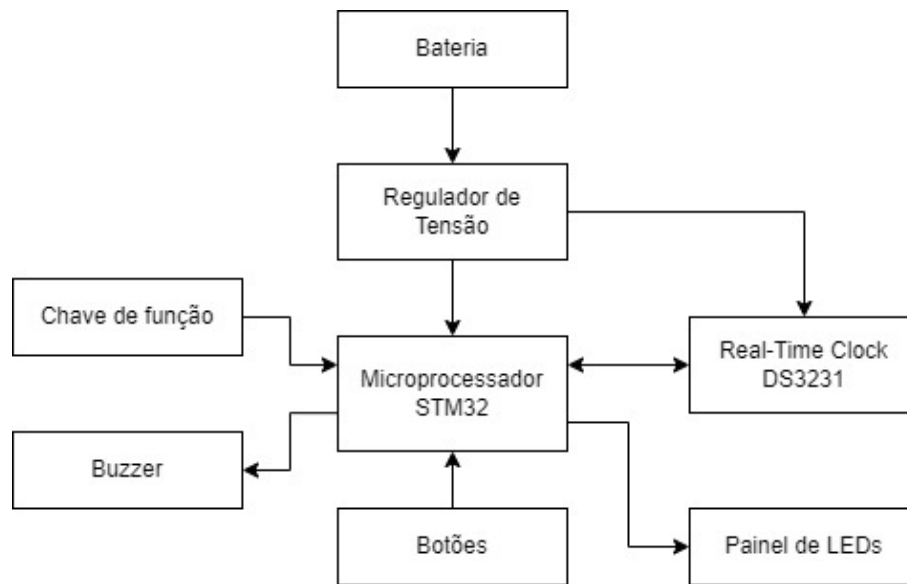 Bateria
Regulador de
Tensão
Chave de função
Microprocessador
STM32
Real-Time Clock
DS3231
Buzzer
Botões
Painel de LEDs